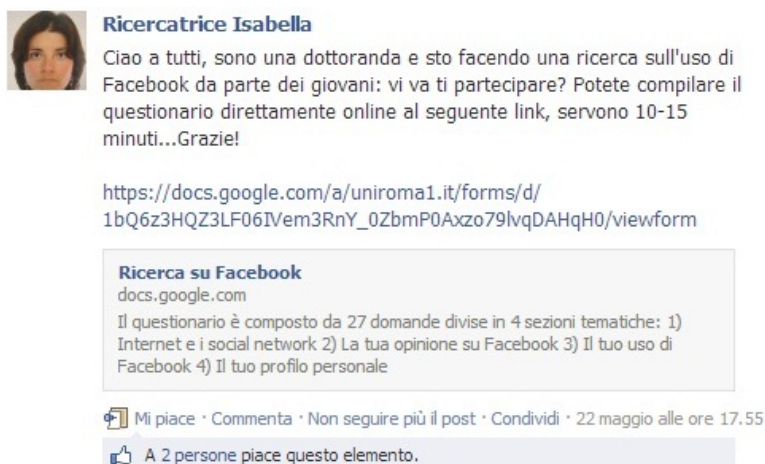 Ricercatrice Isabella
Ciao a tutti, sono una dottoranda e sto facendo una ricerca sull'uso di
Facebook da parte dei giovani: vi va ti partecipare? Potete compilare il
questionario direttamente online al seguente link, servono 10-15
minuti...Grazie!
https://docs.google.com/a/uniroma1.it/forms/d/
1bQ6z3HQZ3LF06IVem3RnY_0ZbmP0Axzo79lvqDAHqH0/viewform
Ricerca su Facebook
docs.google.com
Il questionario è composto da 27 domande divise in 4 sezioni tematiche: 1)
Internet e i social network 2) La tua opinione su Facebook 3) Il tuo uso di
Facebook 4) Il tuo profilo personale
Mi piace · Commenta · Non seguire più il post · Condividi · 22 maggio alle ore 17.55
A 2 persone piace questo elemento.